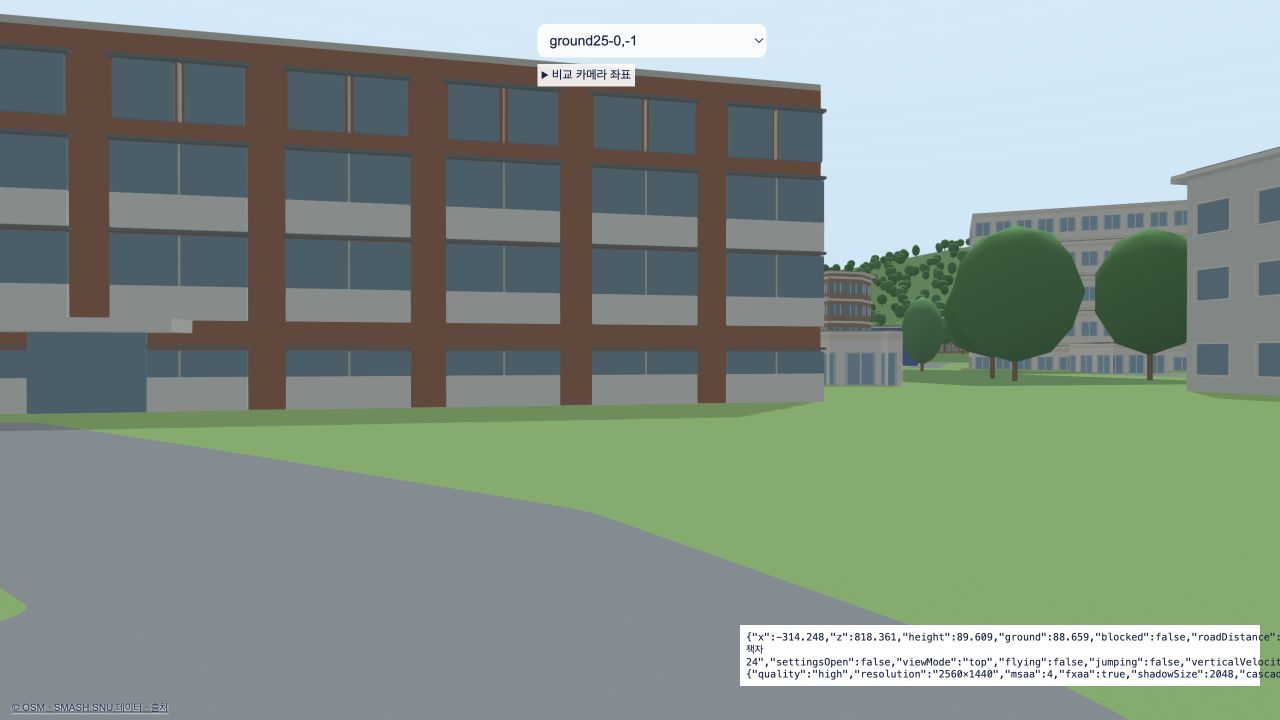 ground25-0,-1
▶ 비교 카메라 좌표
{"x":-314.248,"z":818.361,"height":89.609,"ground":88.659,"blocked":false,"roadDistance":
책자
24","settingsOpen":false,"viewMode":"top","flying":false,"jumping":false,"verticalVelocit
{"quality":"high","resolution":"2560×1440","msaa":4,"fxaa":true,"shadowSize":2048,"cascad
© OSM · SMASH SNU 데이터 · 출처